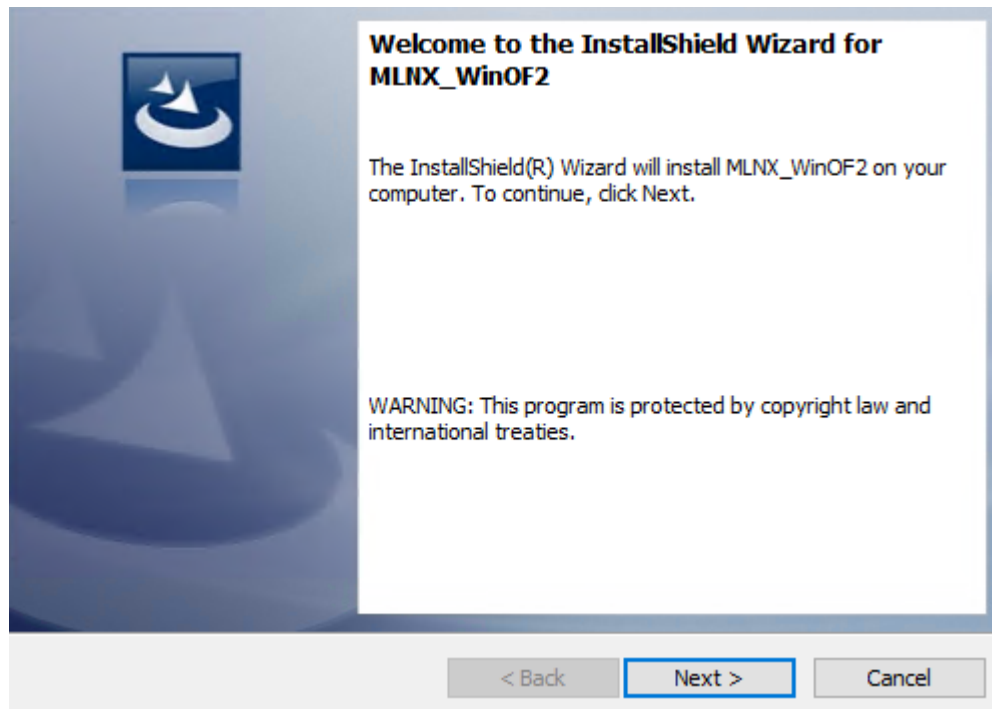 Welcome to the InstallShield Wizard for
MLNX_WinOF2
The InstallShield(R) Wizard will install MLNX_WinOF2 on your
computer. To continue, click Next.
WARNING: This program is protected by copyright law and
international treaties.
< Back
Next >
Cancel